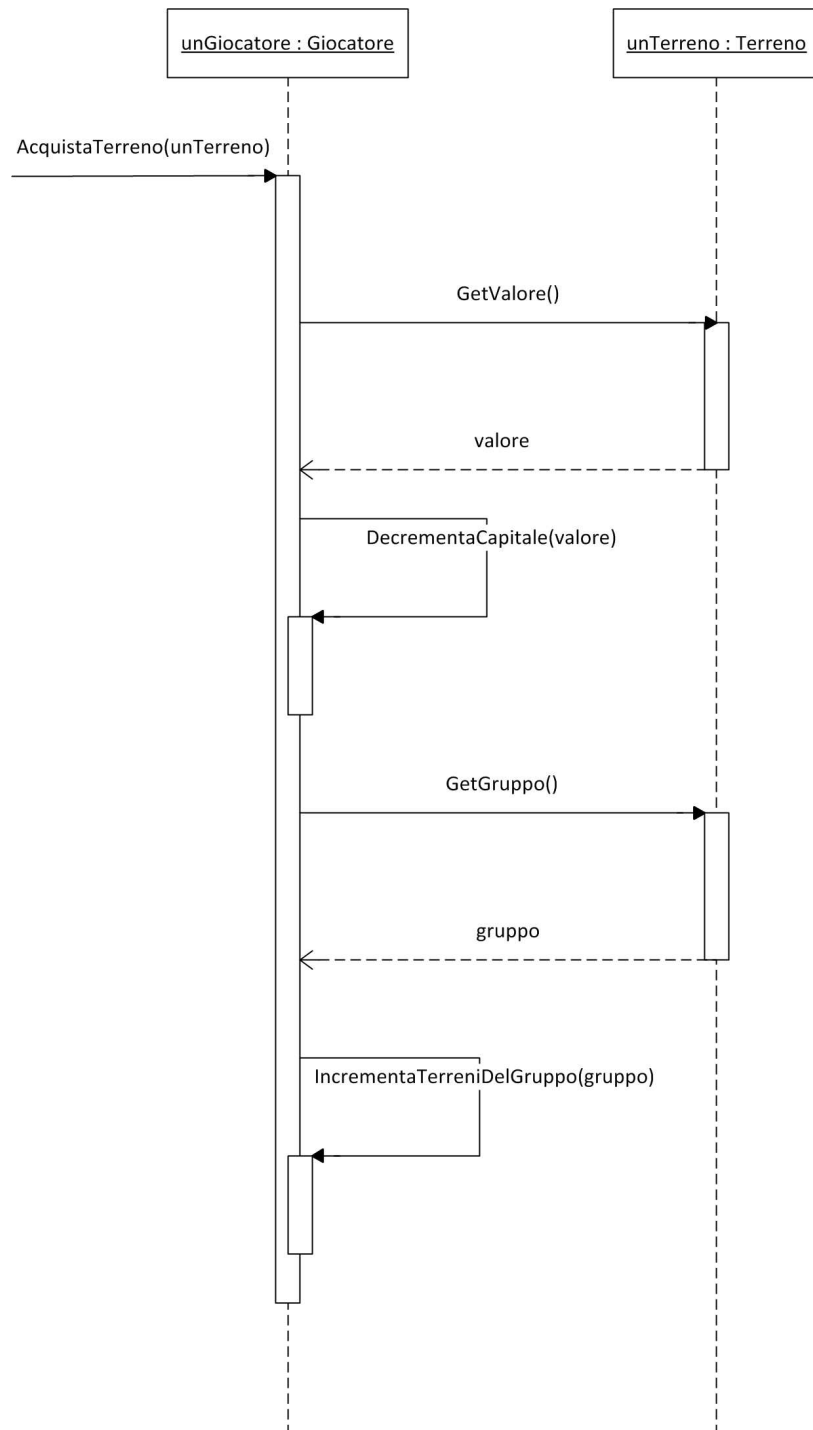 unGiocatore : Giocatore
unTerreno : Terreno
AcquistaTerreno(unTerreno)
GetValore()
valore
DecrementaCapitale(valore)
GetGruppo()
gruppo
IncrementaTerreniDelGruppo(gruppo)